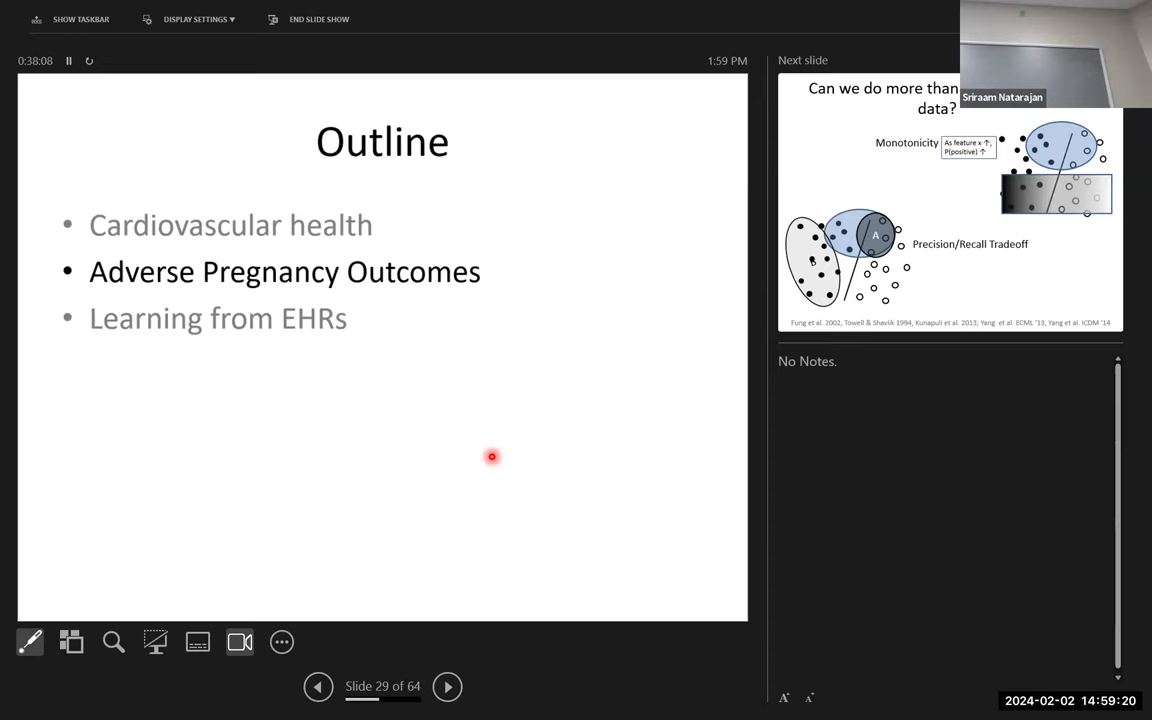 SHOW TASKBAR
DISPLAY SETTINGS ▼
END SLIDE SHOW
0:38:08
1:59 PM
Outline
• Cardiovascular health
• Adverse Pregnancy Outcomes
• Learning from EHRs
Slide 29 of 64
Next slide
Can we do more than
data?
Monotonicity
As feature x ↑,
P(positive) ↑
A
Precision/Recall Tradeoff
Fung et al. 2002, Towell & Shavlik 1994, Kunapuli et al. 2013; Yang et al. ECML '13, Yang et al. ICDM '14
Sriraam Natarajan
No Notes.
A A
2024-02-02 14:59:20